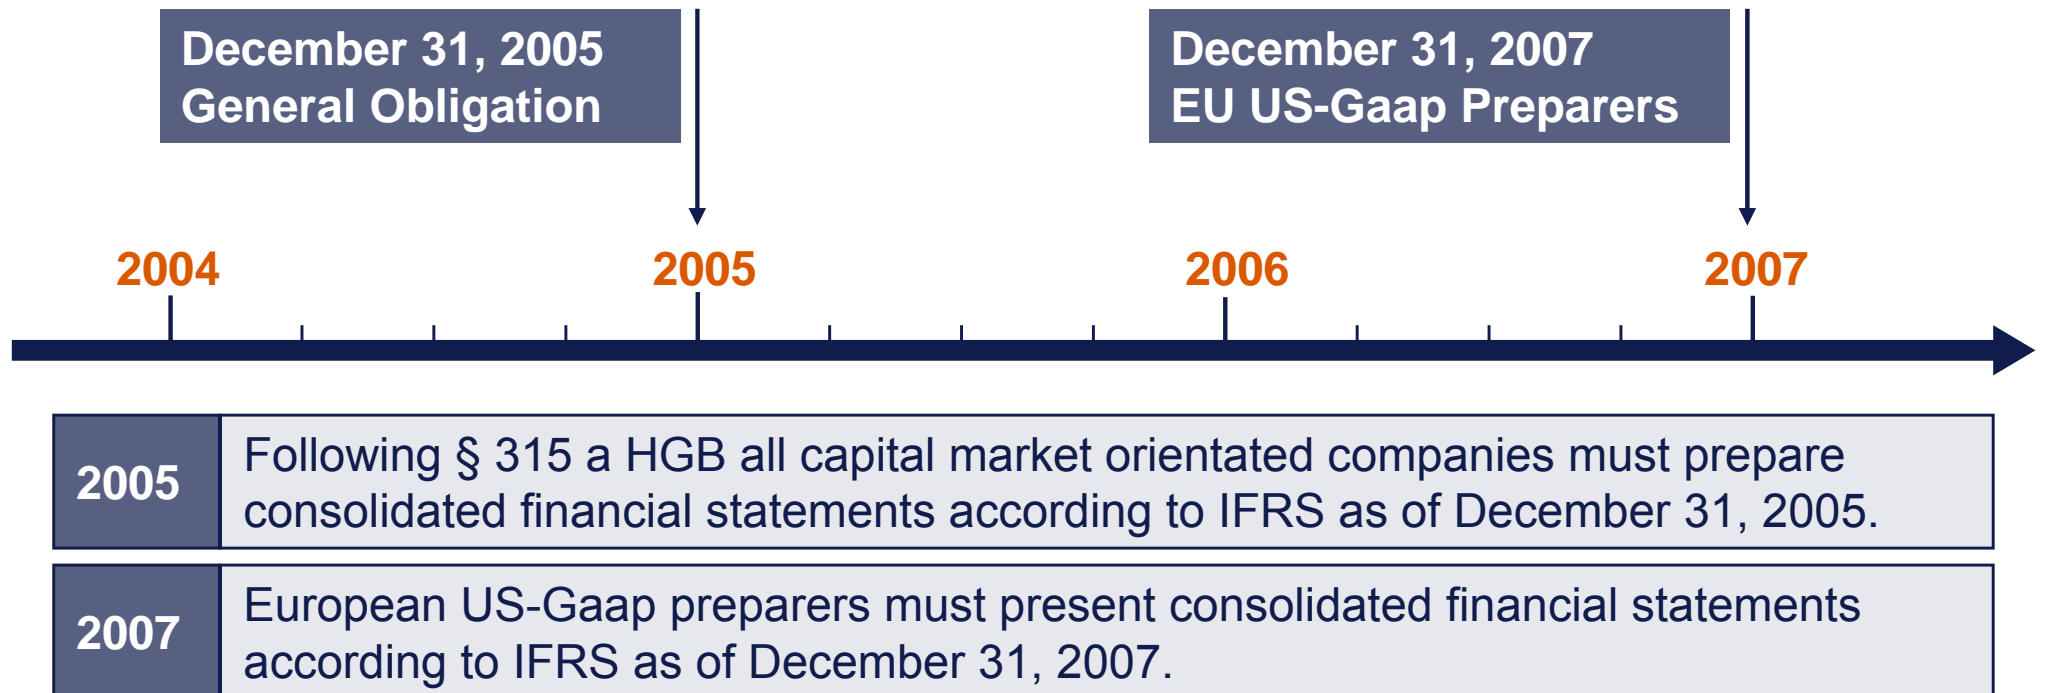 December 31, 2005
General Obligation
December 31, 2007
EU US-Gaap Preparers
2004
2005
2006
2007
2005
Following § 315 a HGB all capital market orientated companies must prepare
consolidated financial statements according to IFRS as of December 31, 2005.
2007
European US-Gaap preparers must present consolidated financial statements
according to IFRS as of December 31, 2007.